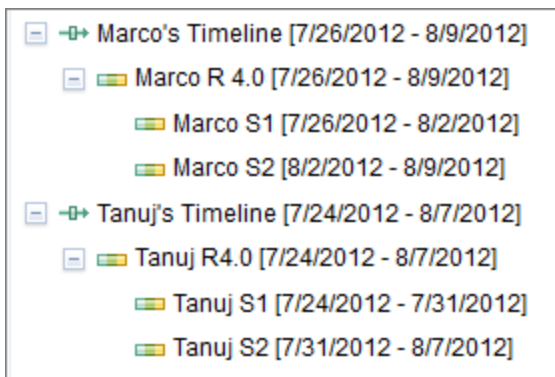 Marco's Timeline [7/26/2012 - 8/9/2012]
Marco R 4.0 [7/26/2012 - 8/9/2012]
Marco S1 [7/26/2012 - 8/2/2012]
Marco S2 [8/2/2012 - 8/9/2012]
Tanuj's Timeline [7/24/2012 - 8/7/2012]
Tanuj R4.0 [7/24/2012 - 8/7/2012]
Tanuj S1 [7/24/2012 - 7/31/2012]
Tanuj S2 [7/31/2012 - 8/7/2012]